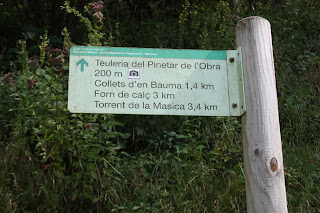 Teuleria del Pinetar de l'Obra
200 m
Collets d'en Bauma 1,4 km
Forn de calç 3 km
Torrent de la Masica 3,4 km